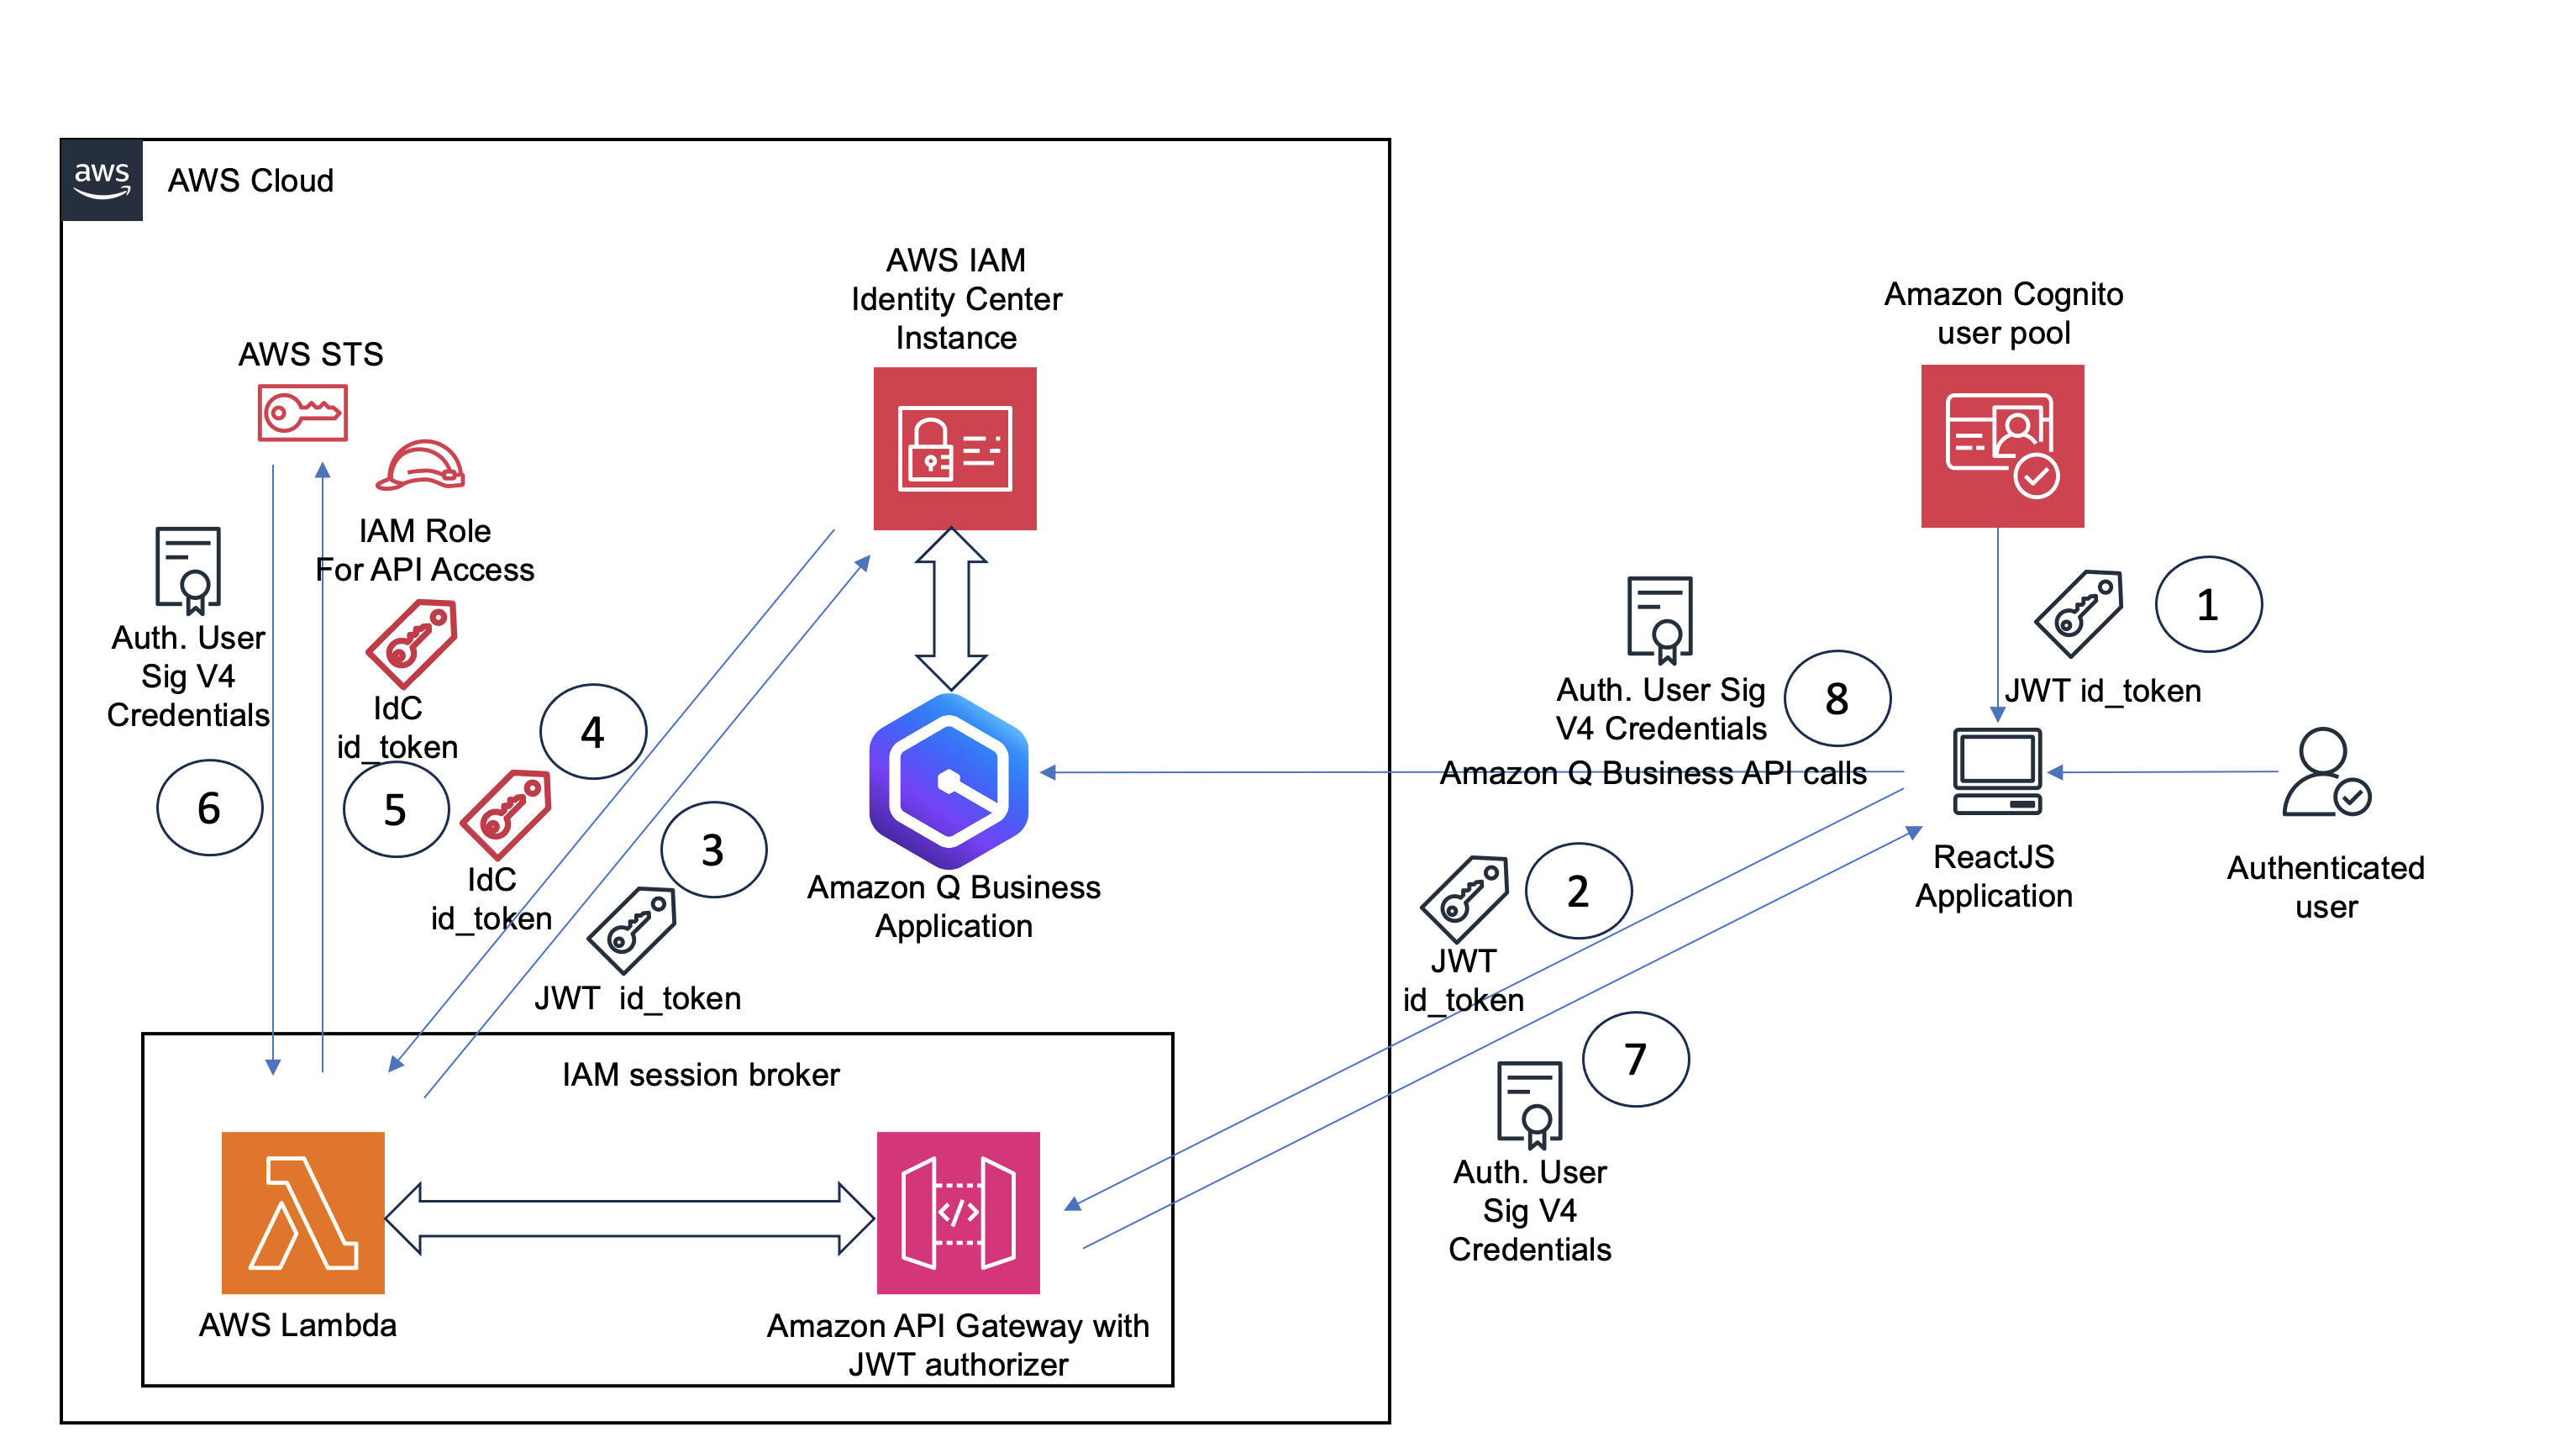 aws
AWS Cloud
AWS IAM
Identity Center
Instance
Amazon Cognito
user pool
AWS STS
IAM Role
For API Access
Auth. User
Sig V4
Credentials
IdC
id_token
6
5
4
IdC
id_token
3
JWT  id_token
Amazon Q Business
Application
Auth. User Sig
V4 Credentials
8
Amazon Q Business API calls
1
JWT id_token
ReactJS
Application
Authenticated
user
2
JWT
id_token
7
Auth. User
Sig V4
Credentials
IAM session broker
AWS Lambda
</>
Amazon API Gateway with
JWT authorizer